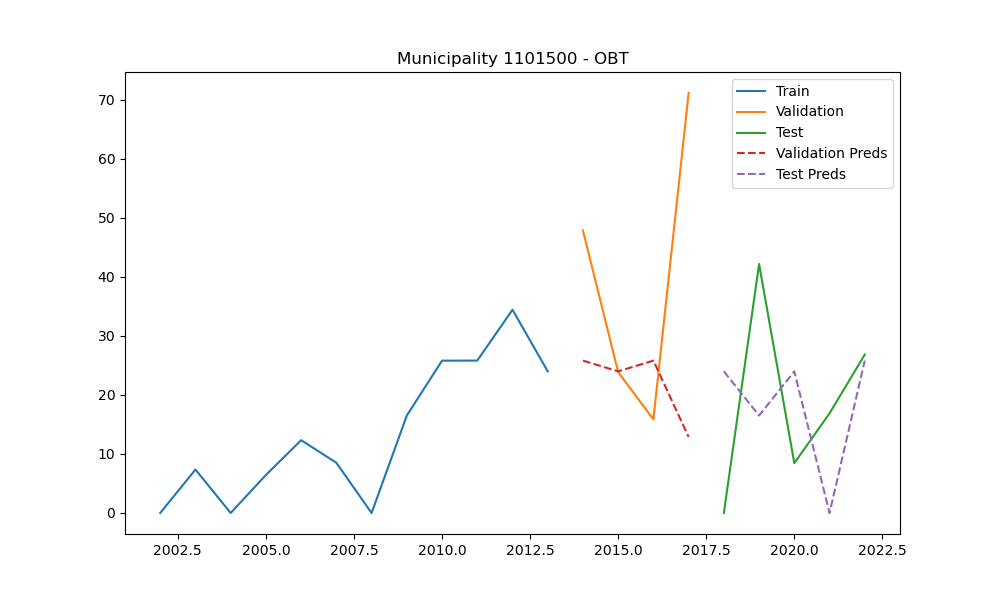 Municipality 1101500 - OBT
Train
Validation
Test
Validation Preds
Test Preds
70
60
50
40
30
20
10
0
2002.5 2005.0 2007.5 2010.0 2012.5 2015.0 2017.5 2020.0 2022.5